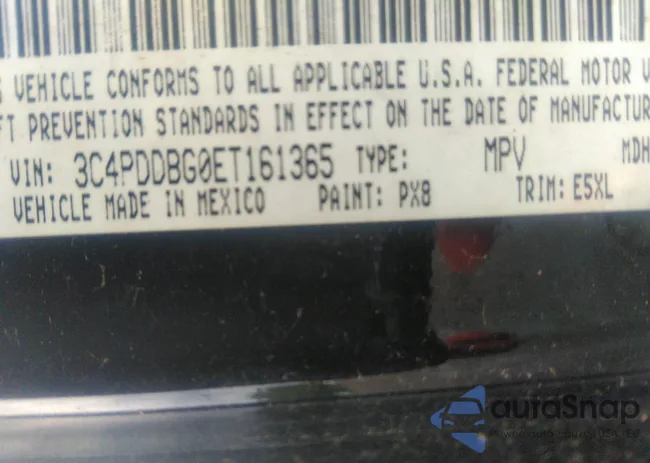 VEHICLE CONFORMS TO ALL APPLICABLE U.S.A. FEDERAL MOTOR V
FT PREVENTION STANDARDS IN EFFECT ON THE DATE OF MANUFACTUR
VIN: 3C4PDDBG0ET161365 TYPE: MPV MDH
VEHICLE MADE IN MEXICO PAINT: PX8 TRIM: E5XL
autoSnap